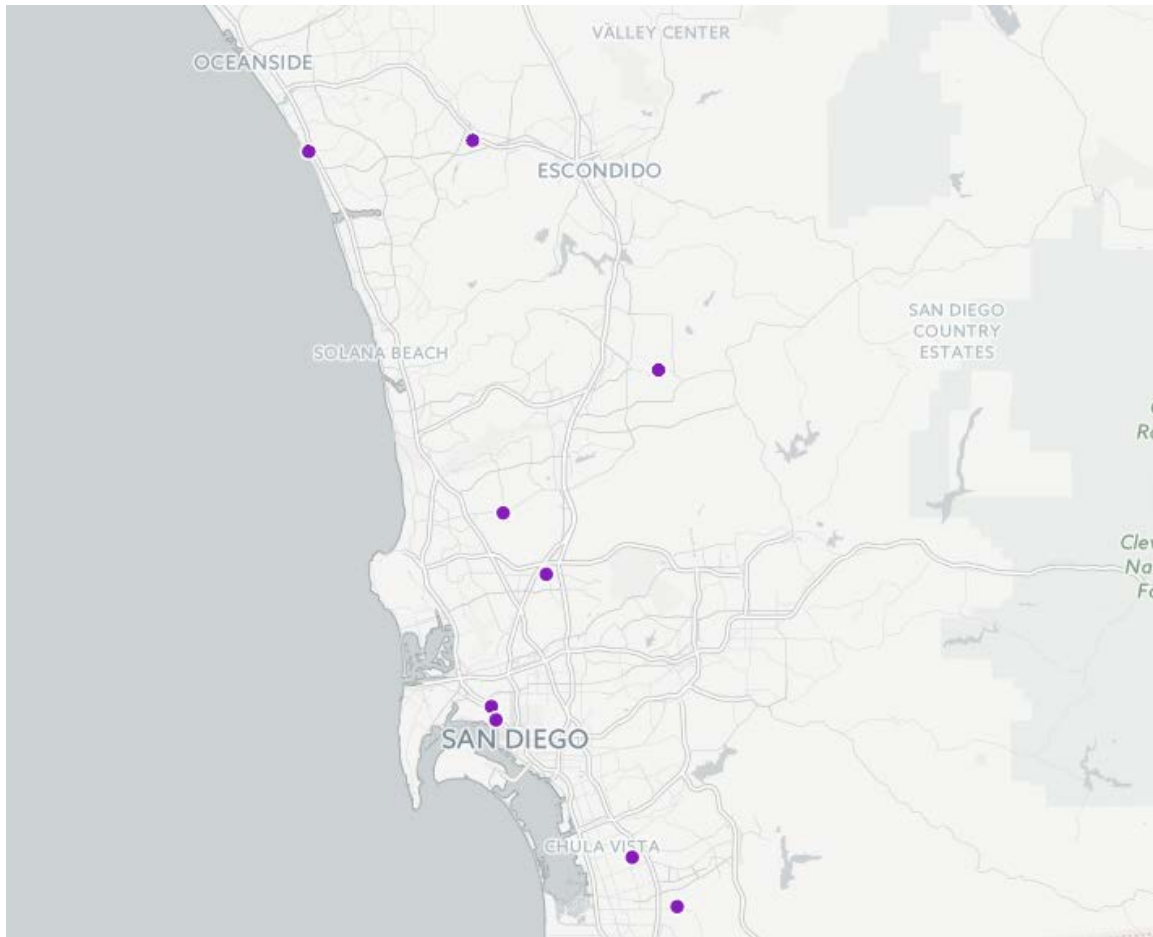 VALLEY CENTER
OCEANSIDE
ESCONDIDO
SAN DIEGO
COUNTRY
ESTATES
SOLANA BEACH
SAN DIEGO
CHULA VISTA